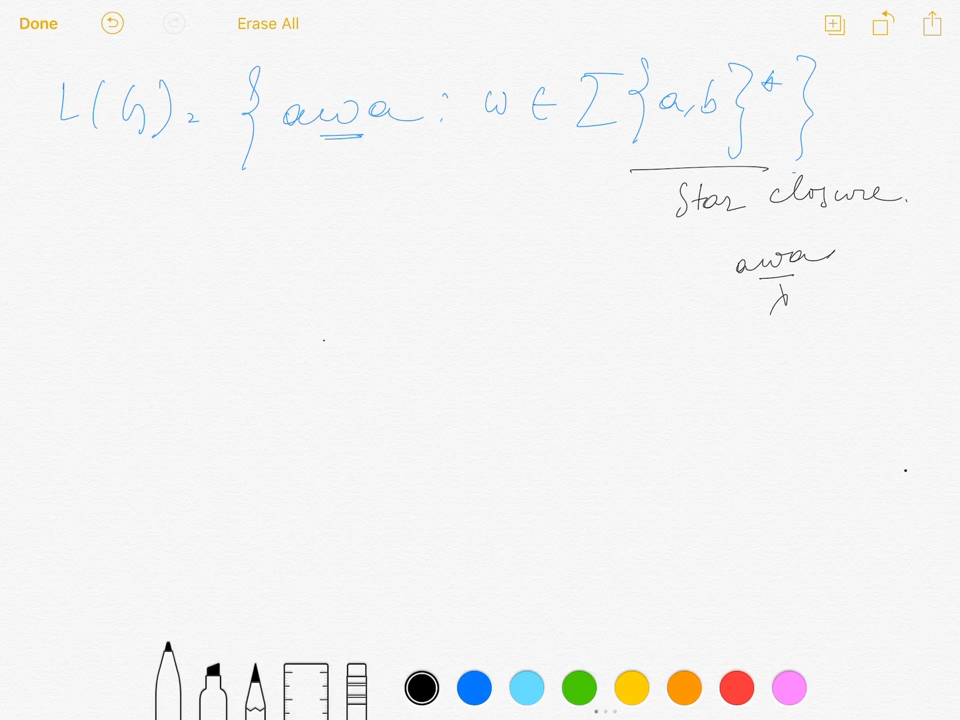 Done Erase All
L(G) = { awa : w ∈ Σ{a,b}* }
Star closure.
awa
λ